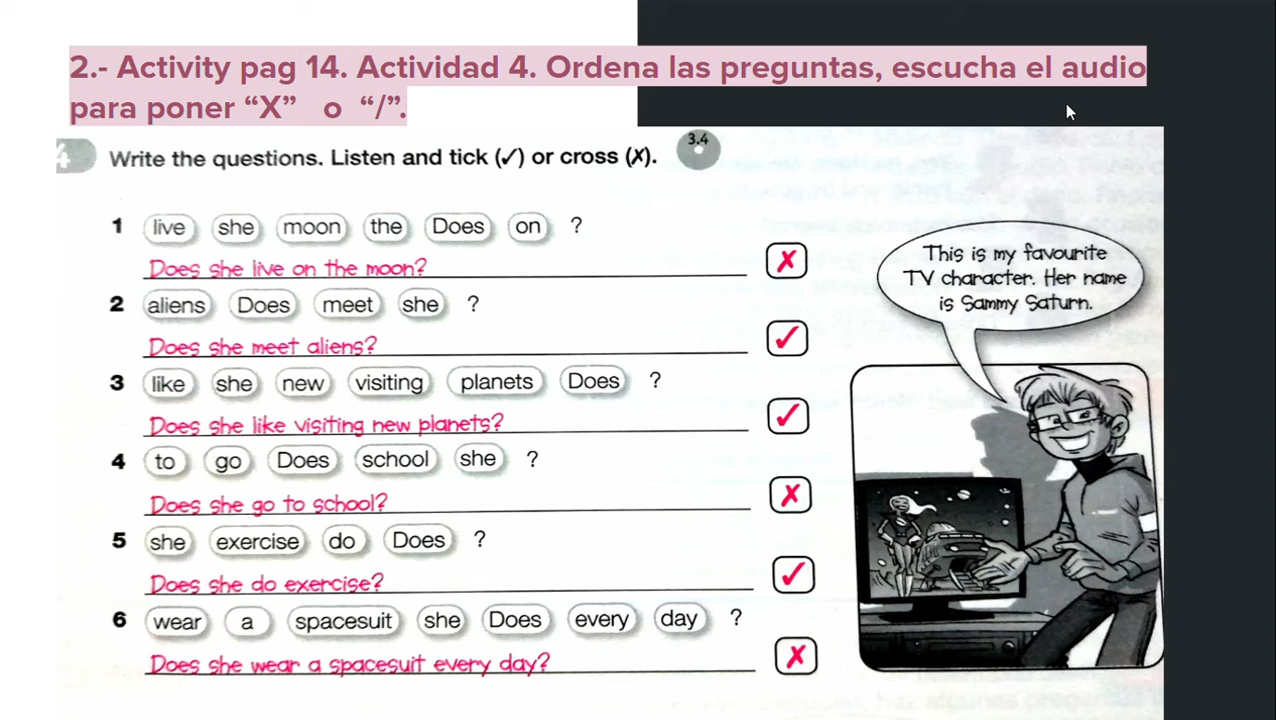 2.- Activity pag 14. Actividad 4. Ordena las preguntas, escucha el audio
para poner “X” o “/”.
4 Write the questions. Listen and tick (✓) or cross (✗). 3.4
1 live she moon the Does on ?
Does she live on the moon? ✗
2 aliens Does meet she ?
Does she meet aliens? ✓
3 like she new visiting planets Does ?
Does she like visiting new planets? ✓
4 to go Does school she ?
Does she go to school? ✗
5 she exercise do Does ?
Does she do exercise? ✓
6 wear a spacesuit she Does every day ?
Does she wear a spacesuit every day? ✗
This is my favourite
TV character. Her name
is Sammy Saturn.